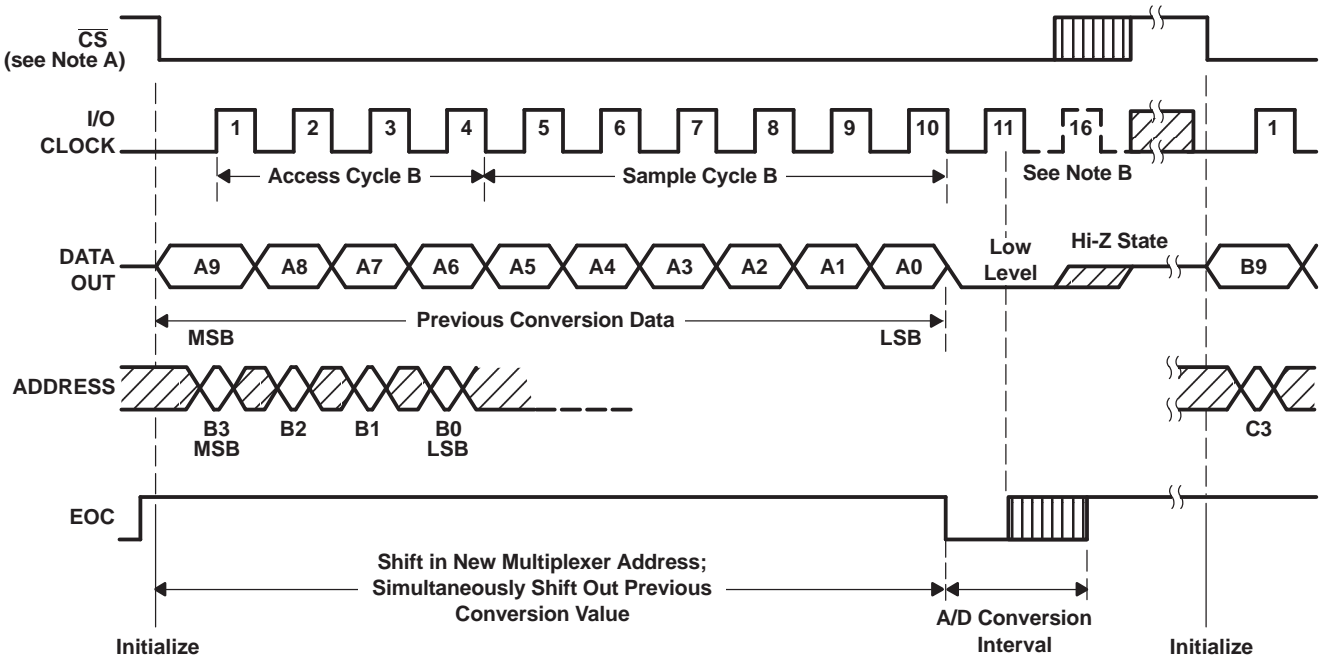 CS
(see Note A)
I/O
CLOCK
1 2 3 4 5 6 7 8 9 10 11 16 1
Access Cycle B
Sample Cycle B
See Note B
DATA
OUT
A9 A8 A7 A6 A5 A4 A3 A2 A1 A0
Low
Level
Hi-Z State
B9
Previous Conversion Data
MSB
LSB
ADDRESS
B3 B2 B1 B0
MSB LSB
C3
EOC
Shift in New Multiplexer Address;
Simultaneously Shift Out Previous
Conversion Value
A/D Conversion
Interval
Initialize
Initialize